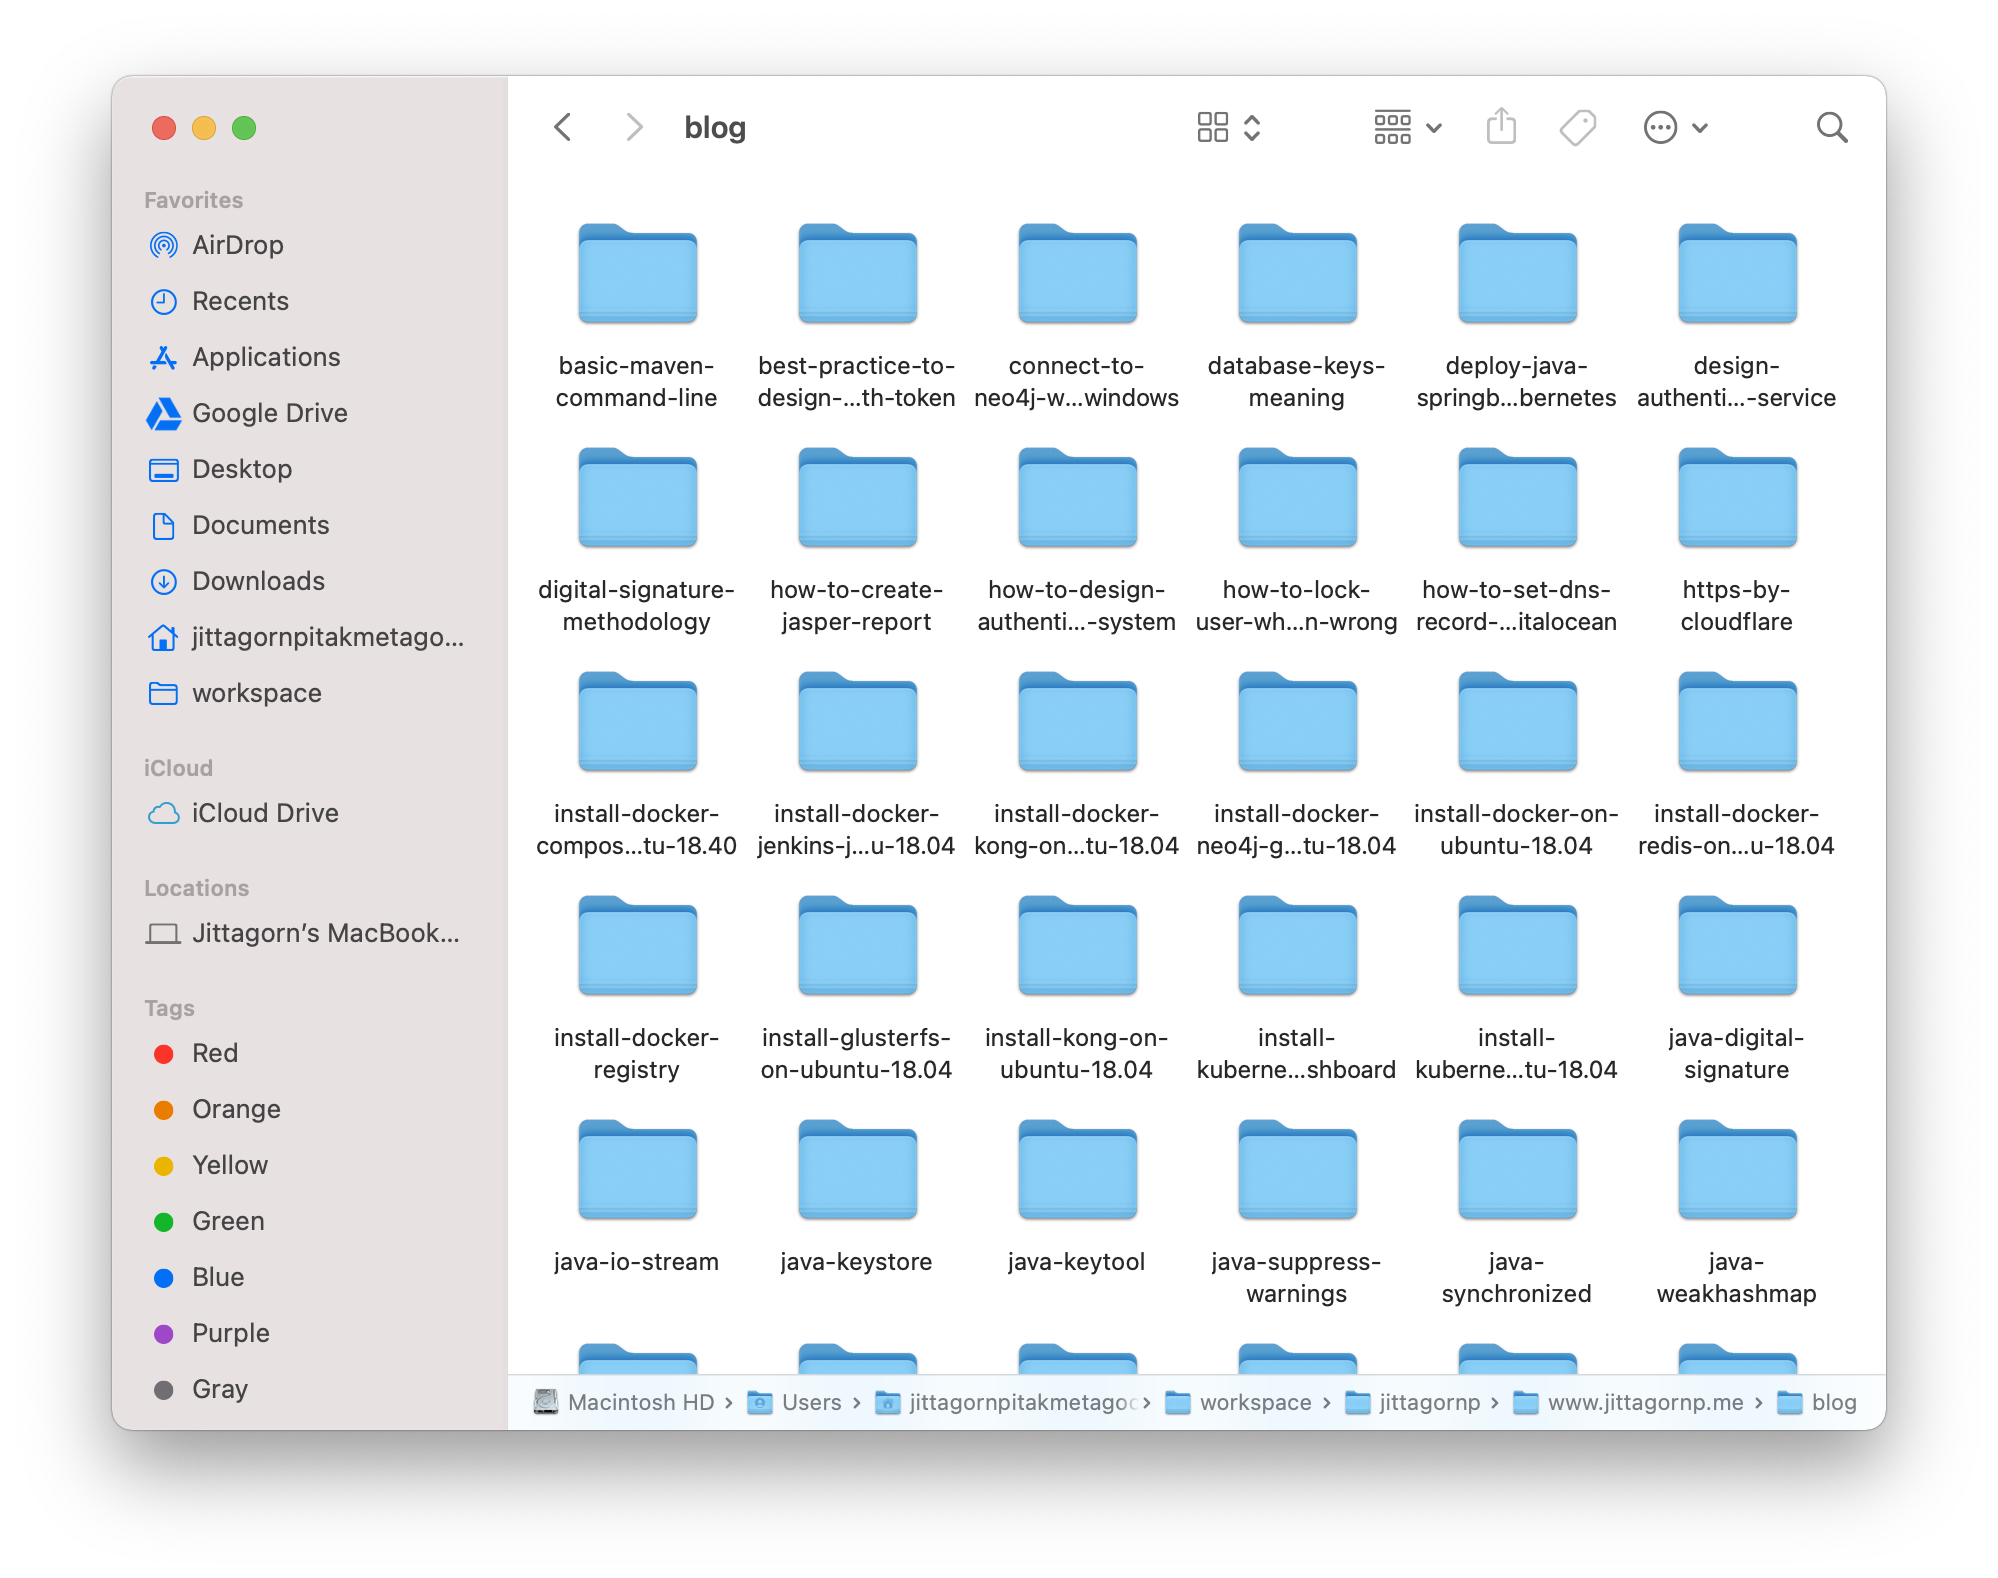 blog
Favorites
AirDrop
Recents
Applications
Google Drive
Desktop
Documents
Downloads
jittagornpitakmetago...
workspace
iCloud
iCloud Drive
Locations
Jittagorn’s MacBook...
Tags
Red
Orange
Yellow
Green
Blue
Purple
Gray
basic-maven-
command-line
best-practice-to-
design-...th-token
connect-to-
neo4j-w...windows
database-keys-
meaning
deploy-java-
springb...bernetes
design-
authenti...-service
digital-signature-
methodology
how-to-create-
jasper-report
how-to-design-
authenti...-system
how-to-lock-
user-wh...n-wrong
how-to-set-dns-
record-...italocean
https-by-
cloudflare
install-docker-
compos...tu-18.40
install-docker-
jenkins-j...u-18.04
install-docker-
kong-on...tu-18.04
install-docker-
neo4j-g...tu-18.04
install-docker-on-
ubuntu-18.04
install-docker-
redis-on...u-18.04
install-docker-
registry
install-glusterfs-
on-ubuntu-18.04
install-kong-on-
ubuntu-18.04
install-
kuberne...shboard
install-
kuberne...tu-18.04
java-digital-
signature
java-io-stream
java-keystore
java-keytool
java-suppress-
warnings
java-
synchronized
java-
weakhashmap
Macintosh HD › Users › jittagornpitakmetagoc › workspace › jittagornp › www.jittagornp.me › blog